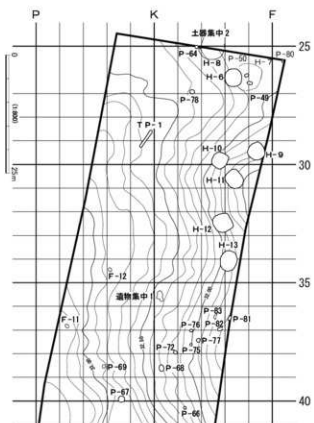 P K F
土器集中2
P-64
P-80
25
H-8
P-50
H-7
H-6
P-49
P-78
0
(1:800)
25m
TP-1
H-10
H-9
30
H-11
H-12
H-13
F-12
35
遺物集中1
P-83
F-11
P-76
P-82
P-81
P-77
P-72
P-75
P-69
P-68
P-67
40
P-66